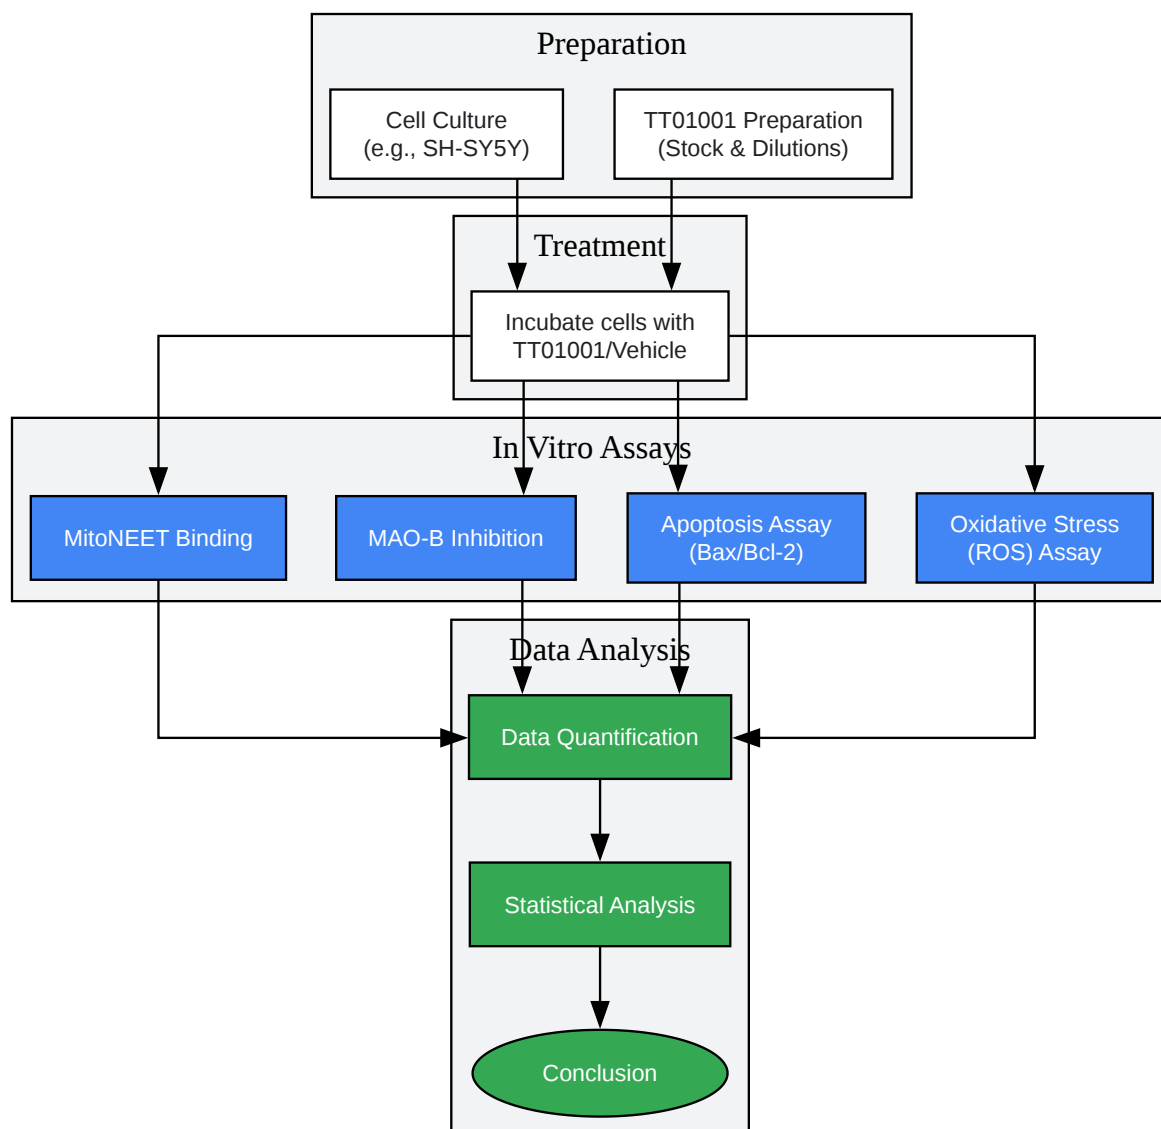 Preparation
Cell Culture
(e.g., SH-SY5Y)
TT01001 Preparation
(Stock & Dilutions)
Treatment
Incubate cells with
TT01001/Vehicle
In Vitro Assays
MitoNEET Binding
MAO-B Inhibition
Apoptosis Assay
(Bax/Bcl-2)
Oxidative Stress
(ROS) Assay
Data Analysis
Data Quantification
Statistical Analysis
Conclusion